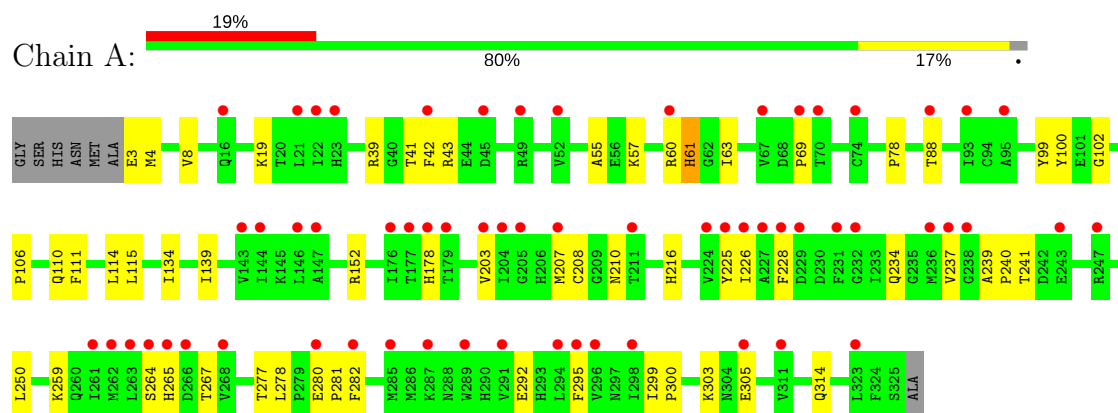 19%
Chain A:
80% 17% •
GLY SER HIS ASN MET ALA E3 M4 V8 Q16 K19 T20 L21 I22 H23 R39 G40 T41 F42 R43 E44 D45 R49 V52 A55 E56 K57 R60 H61 G62 I63 V67 D68 P69 T70 C74 P78 T88 I93 C94 A95 Y99 Y100 E101 G102
P106 Q110 F111 L114 L115 I134 I139 V143 I144 K145 L146 A147 R152 I176 T177 H178 T179 V203 I204 G205 H206 M207 C208 G209 N210 T211 H216 V224 Y225 I226 A227 F228 D229 D230 F231 G232 I233 Q234 G235 M236 V237 G238 A239 P240 T241 D242 E243 R247
L250 K259 Q260 I261 M262 L263 S264 H265 D266 T267 V268 T277 L278 P279 E280 P281 F282 M285 M286 K287 N288 W289 H290 V291 E292 H293 L294 F295 V296 N297 I298 I299 P300 K303 N304 E305 V311 Q314 L323 F324 S325 ALA